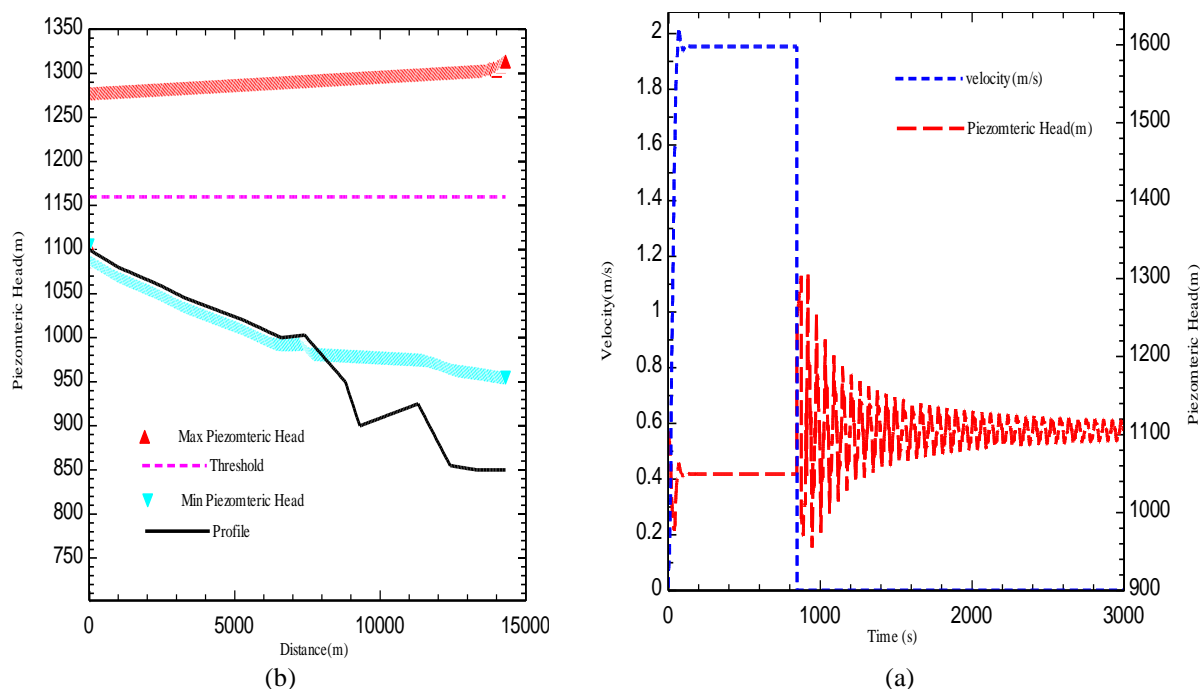 1350
1300
1250
1200
1150
1100
1050
1000
950
900
850
800
750
Piezomteric Head(m)
Max Piezomteric Head
Threshold
Min Piezomteric Head
Profile
0 5000 10000 15000
Distance(m)
(b)
2
1.8
1.6
1.4
1.2
1
0.8
0.6
0.4
0.2
0
Velocity(m/s)
velocity(m/s)
Piezomteric Head(m)
1600
1500
1400
1300
1200
1100
1000
900
Piezomteric Head(m)
0 1000 2000 3000
Time (s)
(a)